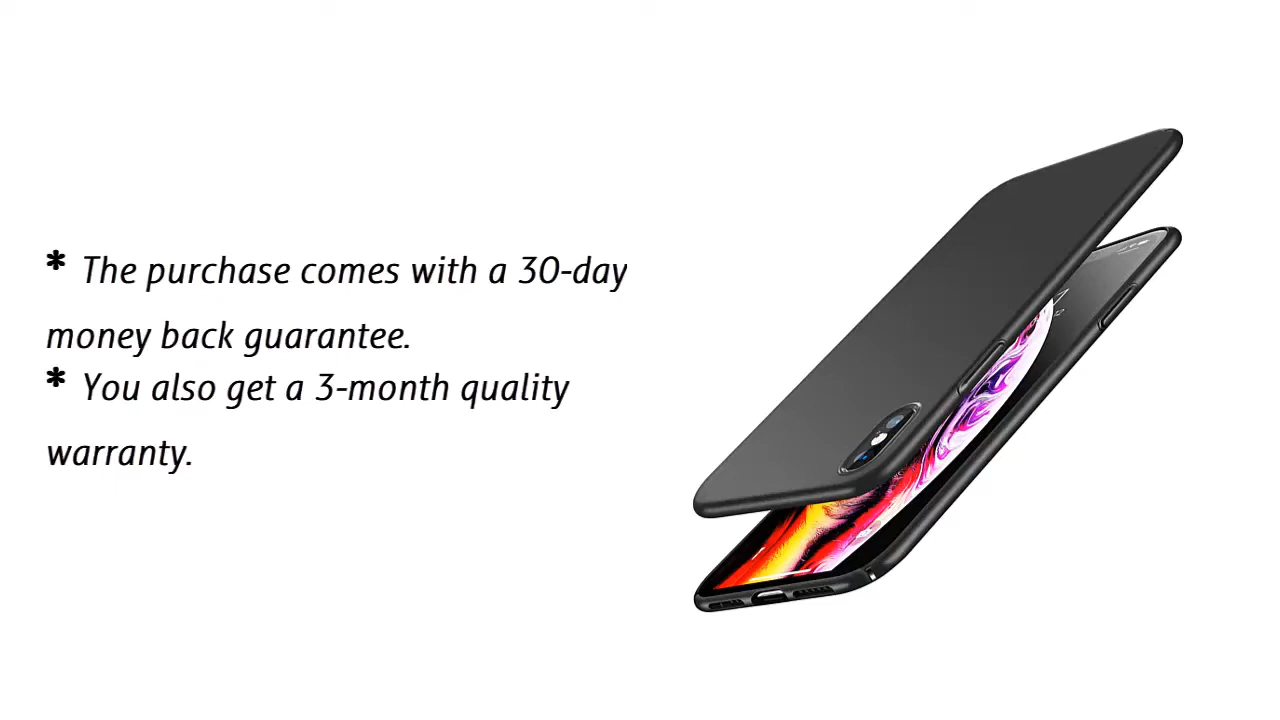 * The purchase comes with a 30-day
money back guarantee.
* You also get a 3-month quality
warranty.